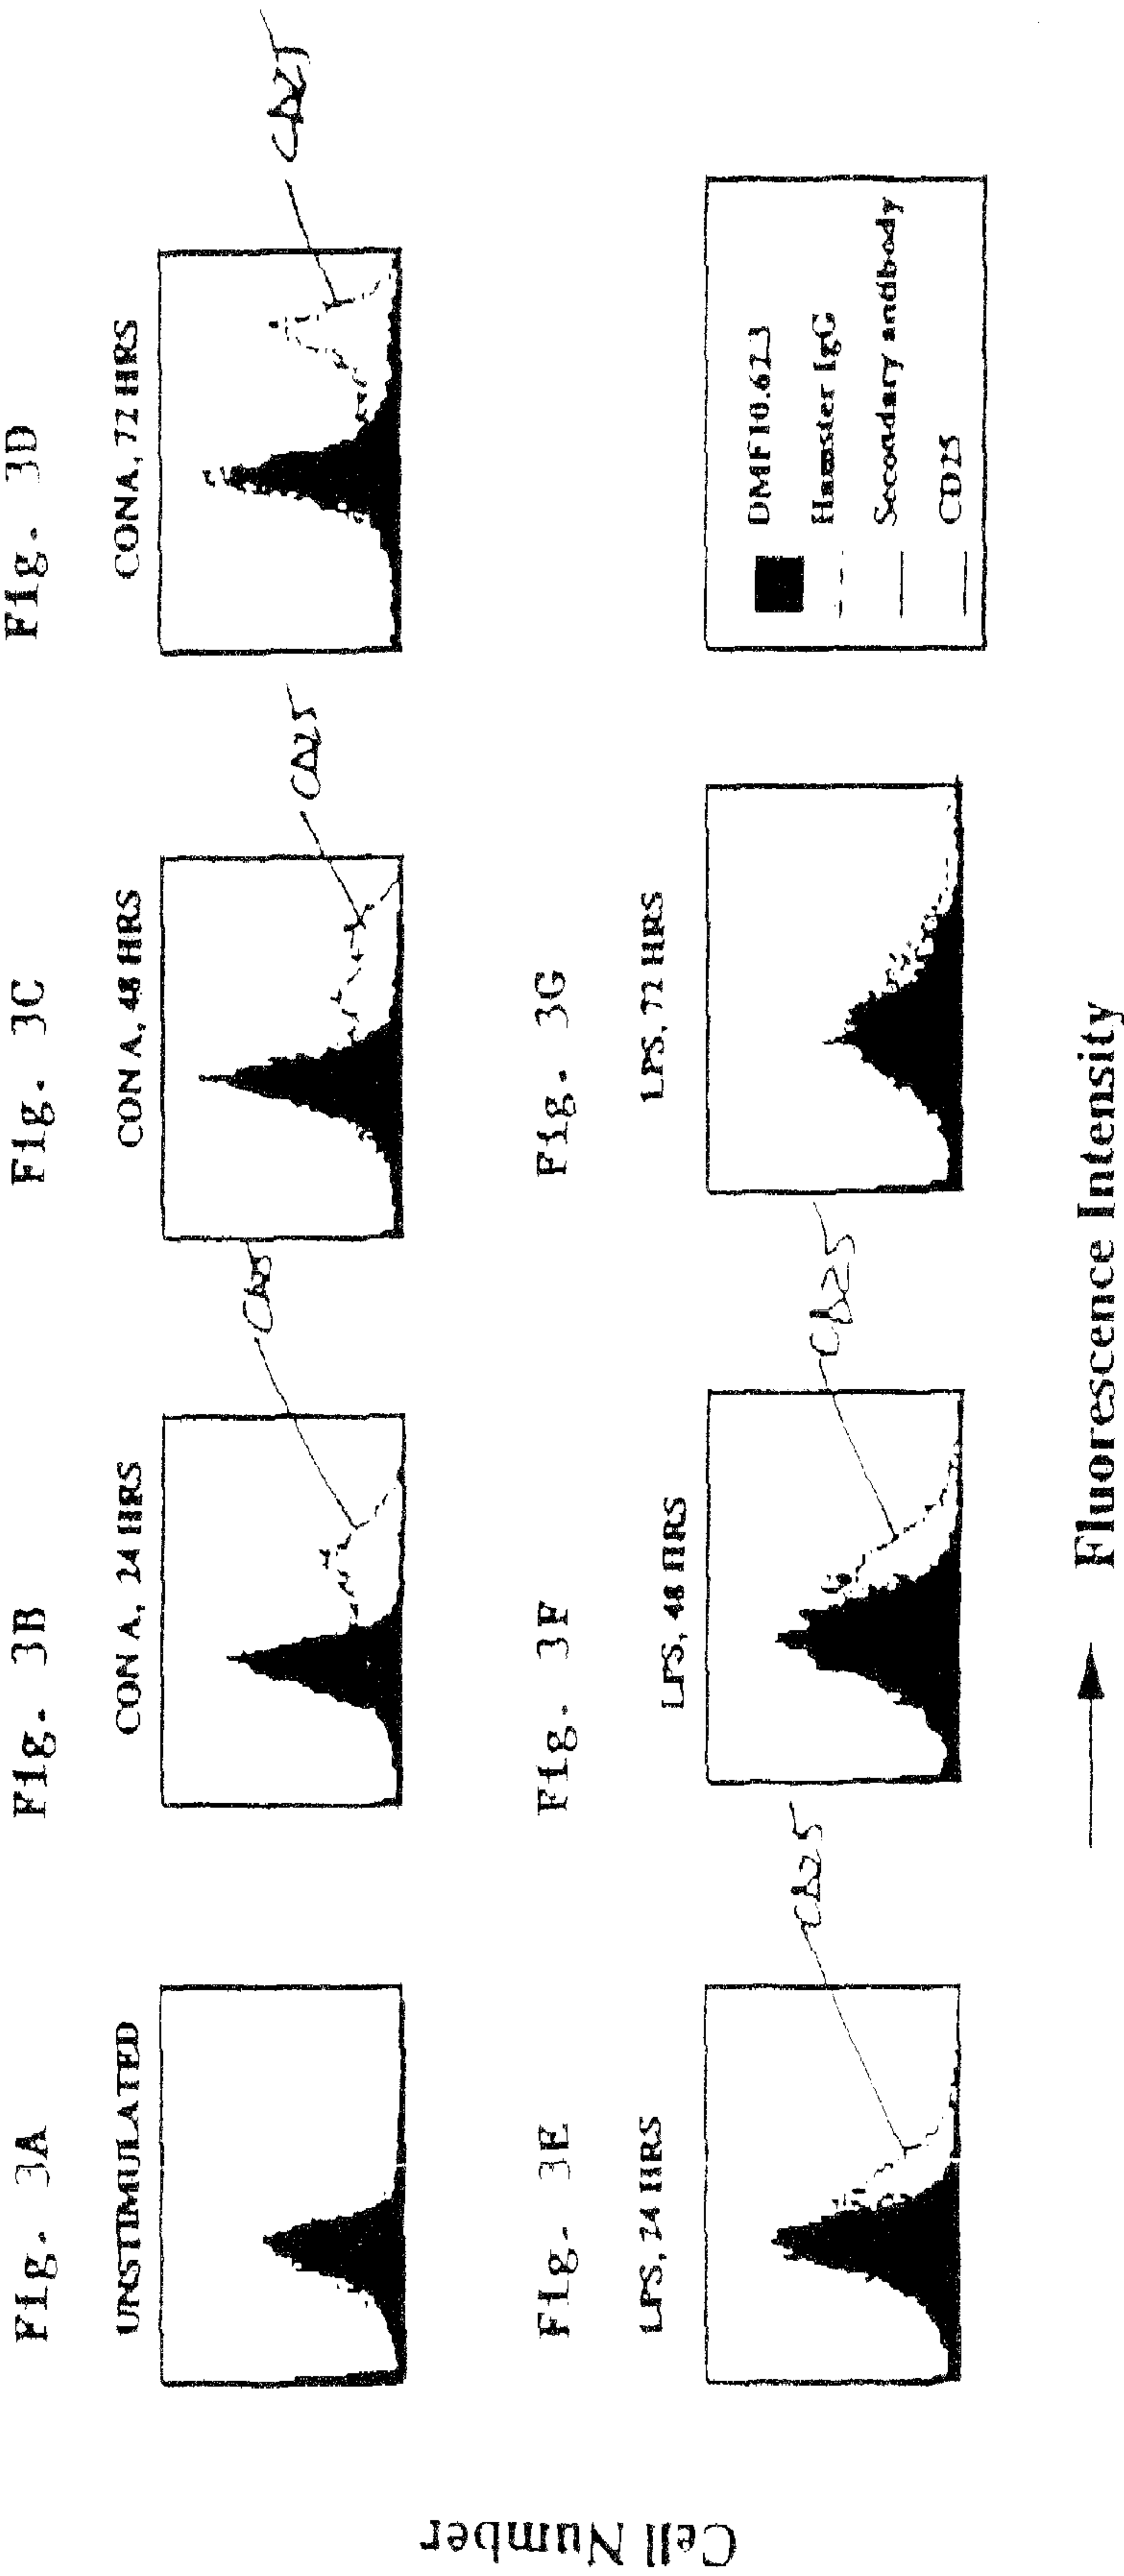 Fig. 3A
UNSTIMULATED
Fig. 3B
CON A, 24 HRS
CD25
Fig. 3C
CON A, 48 HRS
CD25
Fig. 3D
CONA, 72 HRS
CD25
Fig. 3E
LPS, 24 HRS
CD25
Fig. 3F
LPS, 48 HRS
CD25
Fig. 3G
LPS, 72 HRS
DMF10.62.3
Hamster IgG
Secondary antibody
CD25
Cell Number
Fluorescence Intensity